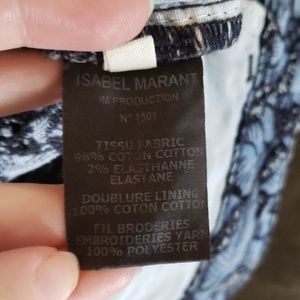 ISABEL MARANT
IM PRODUCTION
N° 1501
TISSU FABRIC
98% COTON COTTON
2% ELASTHANNE
ELASTANE
DOUBLURE LINING
100% COTON COTTON
FIL BRODERIES
EMBROIDERIES YARN
100% POLYESTER